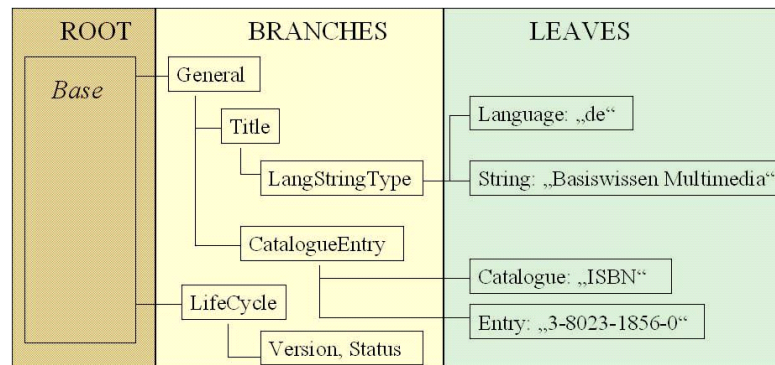 ROOT BRANCHES LEAVES
Base
General
Title
Language: „de“
LangStringType
String: „Basiswissen Multimedia“
CatalogueEntry
Catalogue: „ISBN“
LifeCycle
Entry: „3-8023-1856-0“
Version, Status